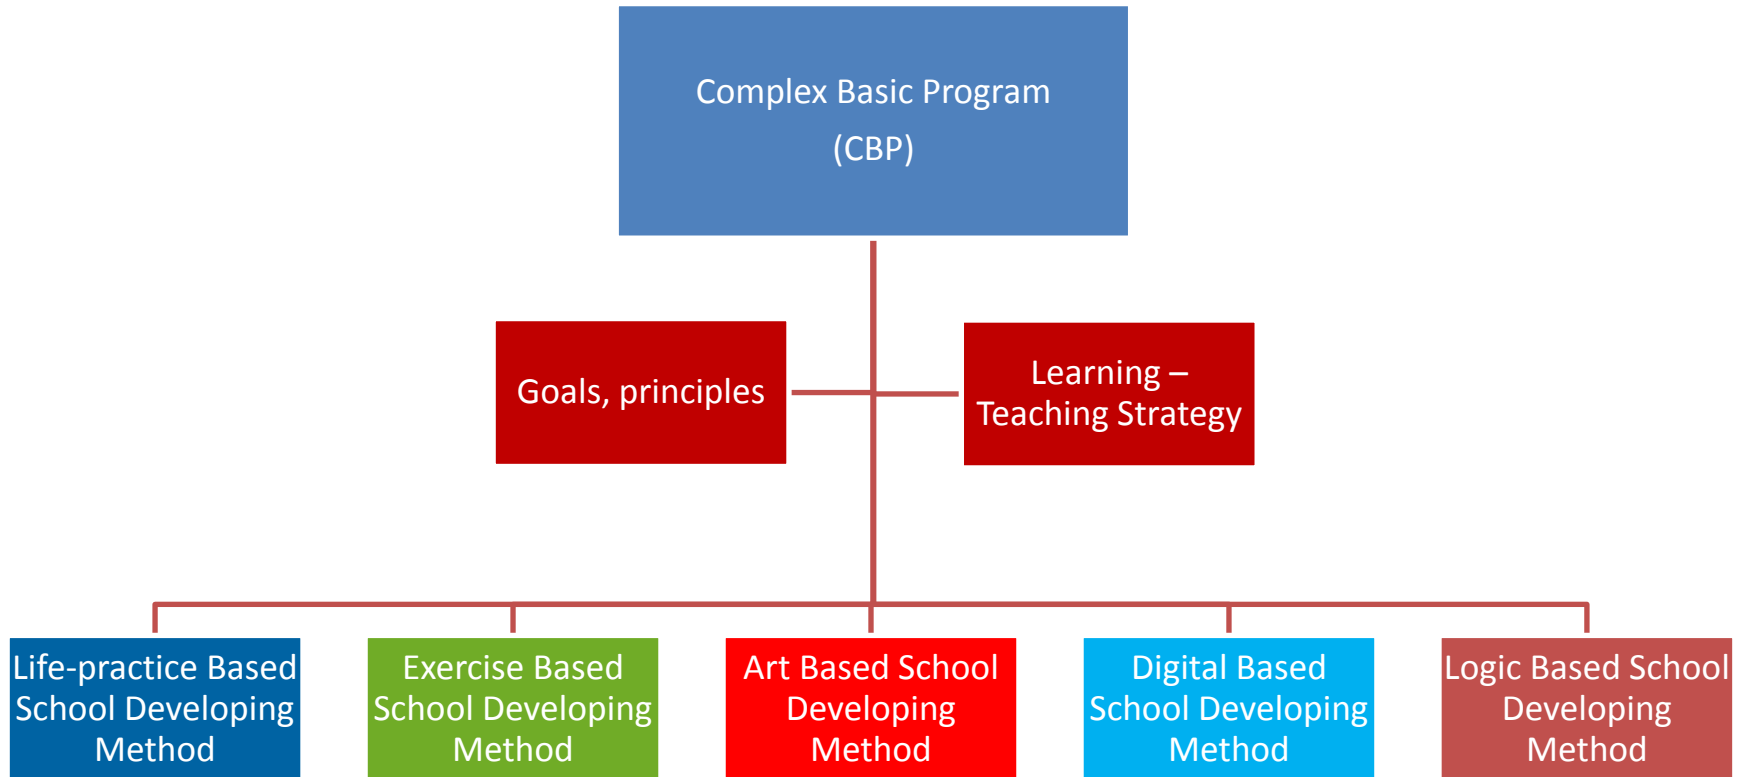 Complex Basic Program
(CBP)
Goals, principles
Learning –
Teaching Strategy
Life-practice Based
School Developing
Method
Exercise Based
School Developing
Method
Art Based School
Developing
Method
Digital Based
School Developing
Method
Logic Based School
Developing
Method